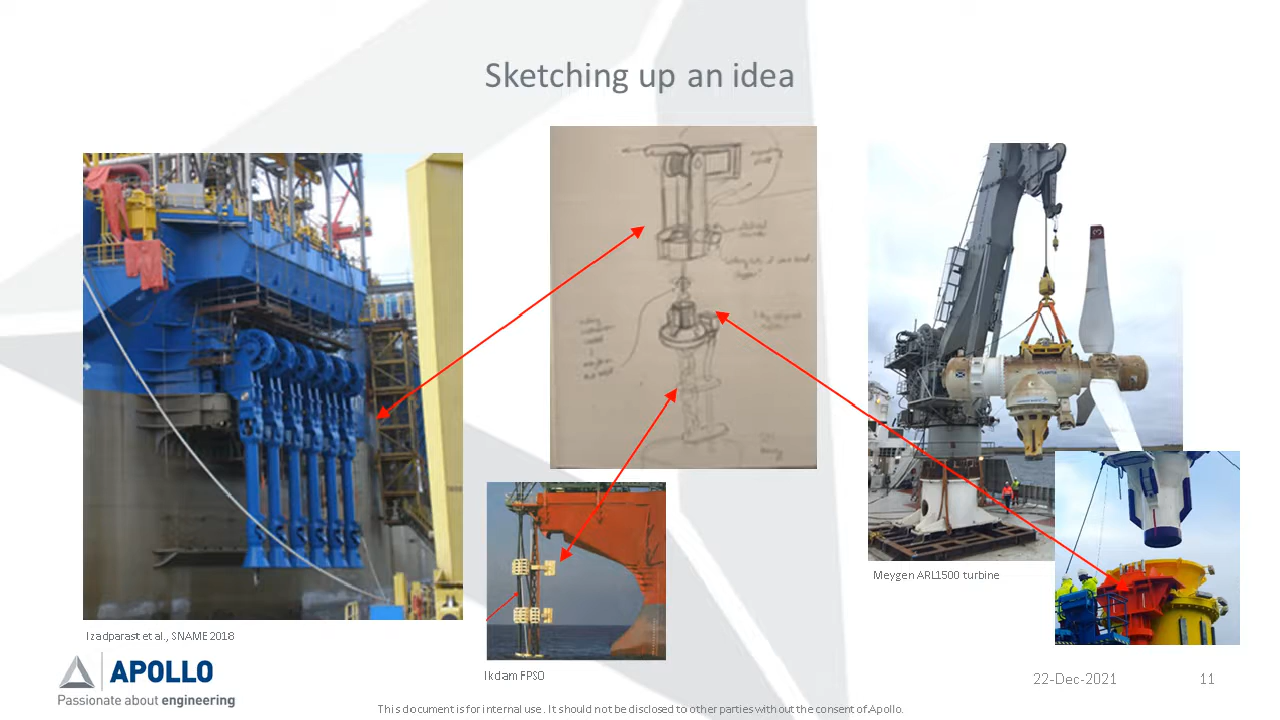 Sketching up an idea
3
ATLANTIS
Izadparast et al., SNAME 2018
Ikdam FPSO
Meygen ARL1500 turbine
APOLLO
Passionate about engineering
22-Dec-2021
11
This document is for internal use. It should not be disclosed to other parties without the consent of Apollo.